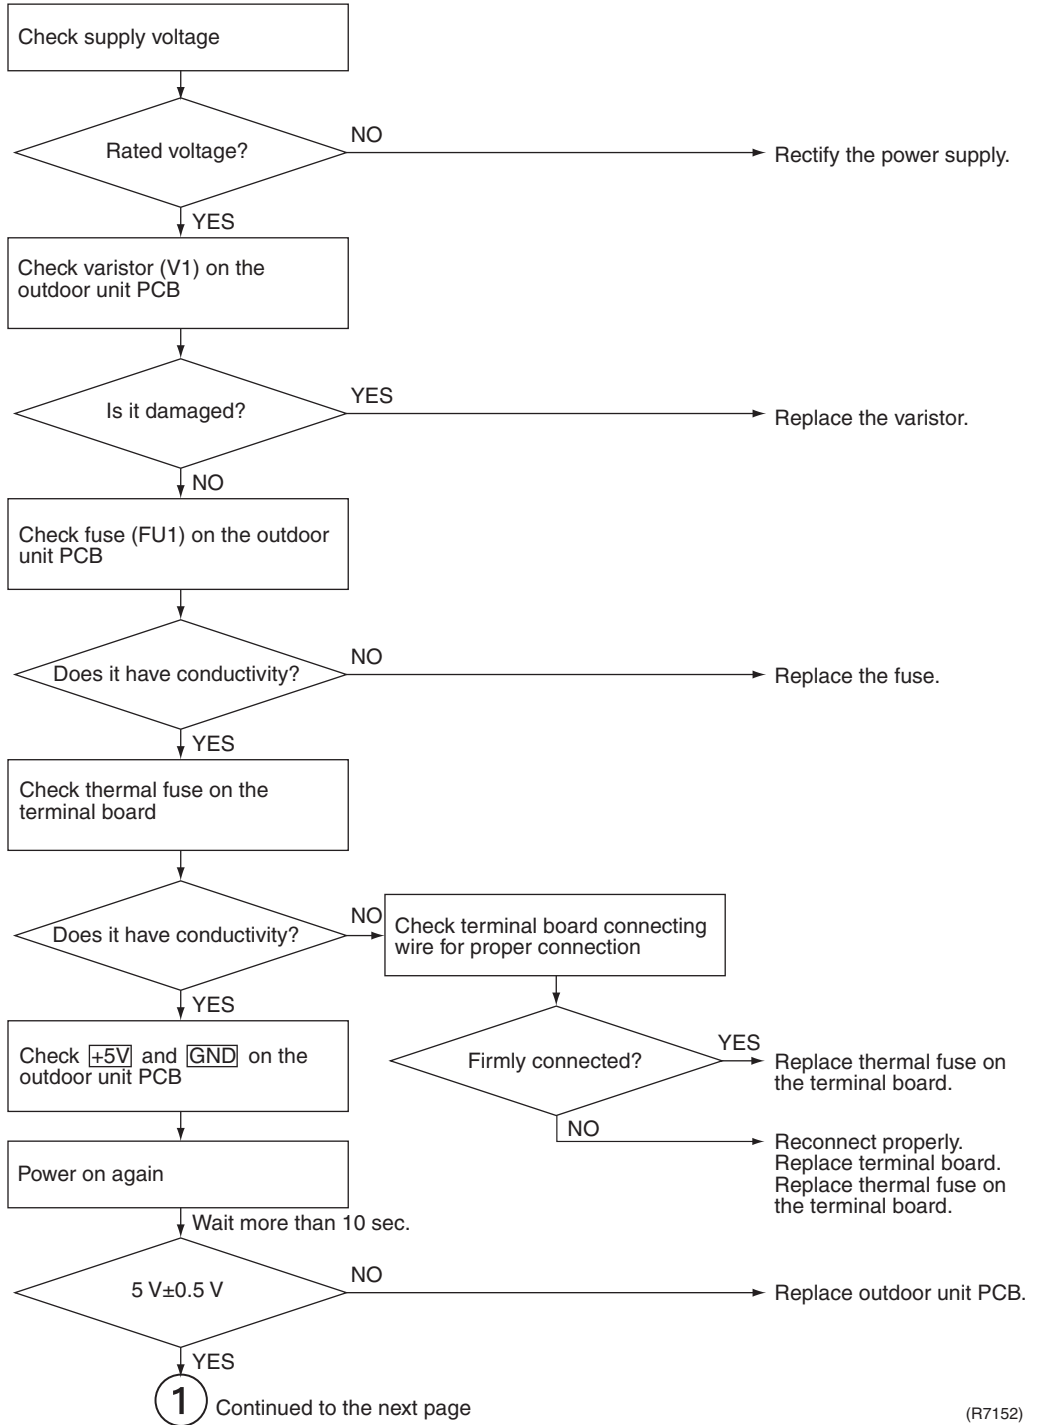 Check supply voltage
Rated voltage?
NO
Rectify the power supply.
YES
Check varistor (V1) on the
outdoor unit PCB
Is it damaged?
YES
Replace the varistor.
NO
Check fuse (FU1) on the outdoor
unit PCB
Does it have conductivity?
NO
Replace the fuse.
YES
Check thermal fuse on the
terminal board
Does it have conductivity?
NO
Check terminal board connecting
wire for proper connection
Firmly connected?
YES
Replace thermal fuse on
the terminal board.
NO
Reconnect properly.
Replace terminal board.
Replace thermal fuse on
the terminal board.
YES
Check +5V and GND on the
outdoor unit PCB
Power on again
Wait more than 10 sec.
5 V±0.5 V
NO
Replace outdoor unit PCB.
YES
1 Continued to the next page
(R7152)